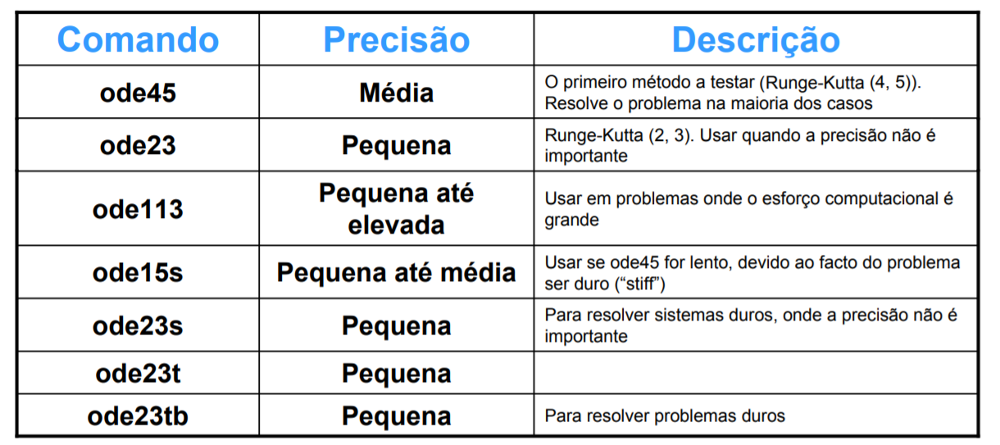 Comando Precisão Descrição
ode45 Média O primeiro método a testar (Runge-Kutta (4, 5)).
Resolve o problema na maioria dos casos
ode23 Pequena Runge-Kutta (2, 3). Usar quando a precisão não é
importante
ode113 Pequena até
elevada
Usar em problemas onde o esforço computacional é
grande
ode15s Pequena até média Usar se ode45 for lento, devido ao facto do problema
ser duro (“stiff”)
ode23s Pequena Para resolver sistemas duros, onde a precisão não é
importante
ode23t Pequena
ode23tb Pequena Para resolver problemas duros